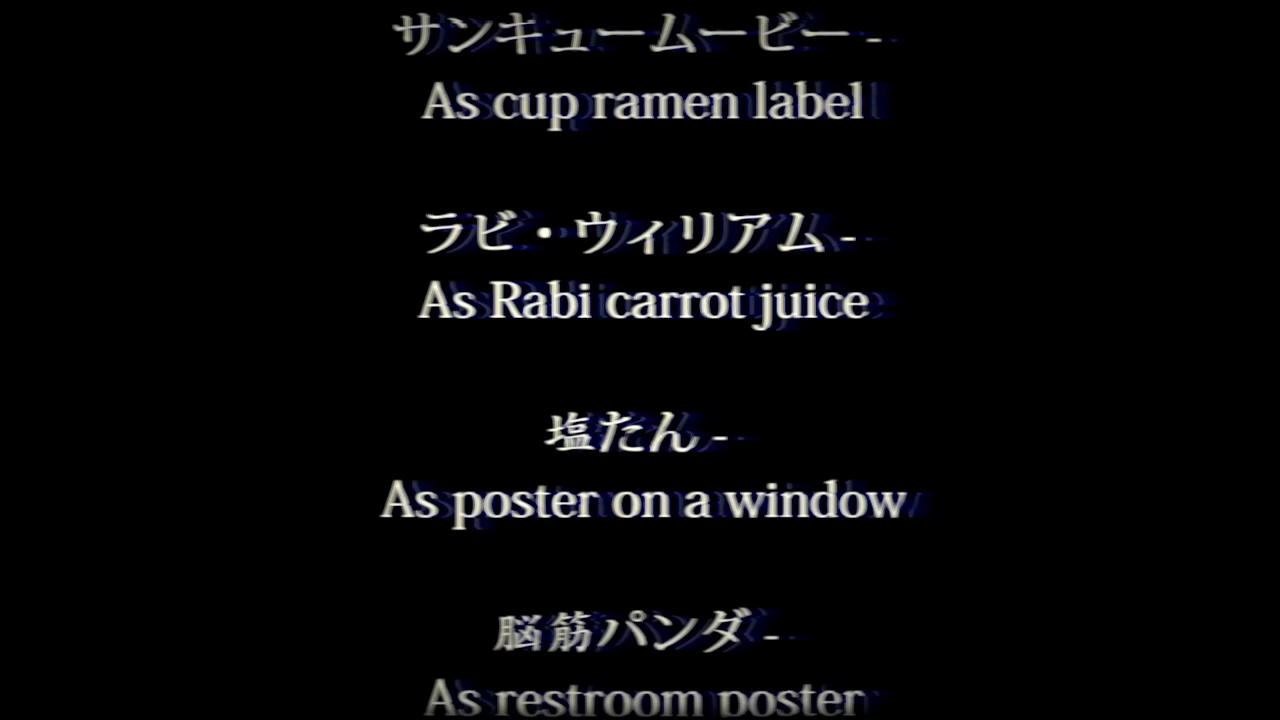 サンキュームービー -
As cup ramen label
ラビ・ウィリアム -
As Rabi carrot juice
塩たん -
As poster on a window
脳筋パンダ -
As restroom poster